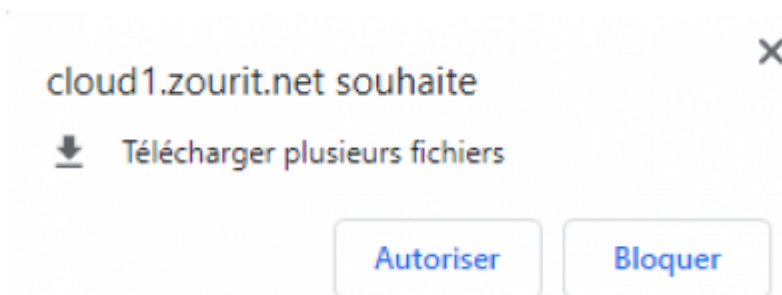 cloud1.zourit.net souhaite
Télécharger plusieurs fichiers
Autoriser Bloquer